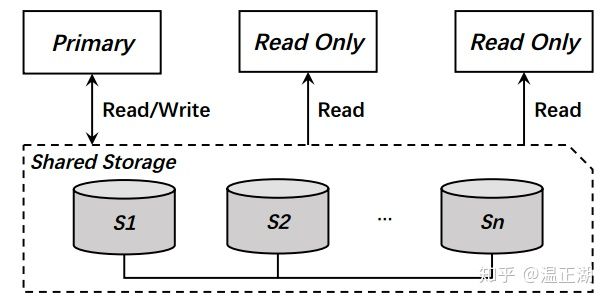 Primary
Read Only
Read Only
Read/Write
Read
Read
Shared Storage
S1
S2
...
Sn
知乎 @温正湖